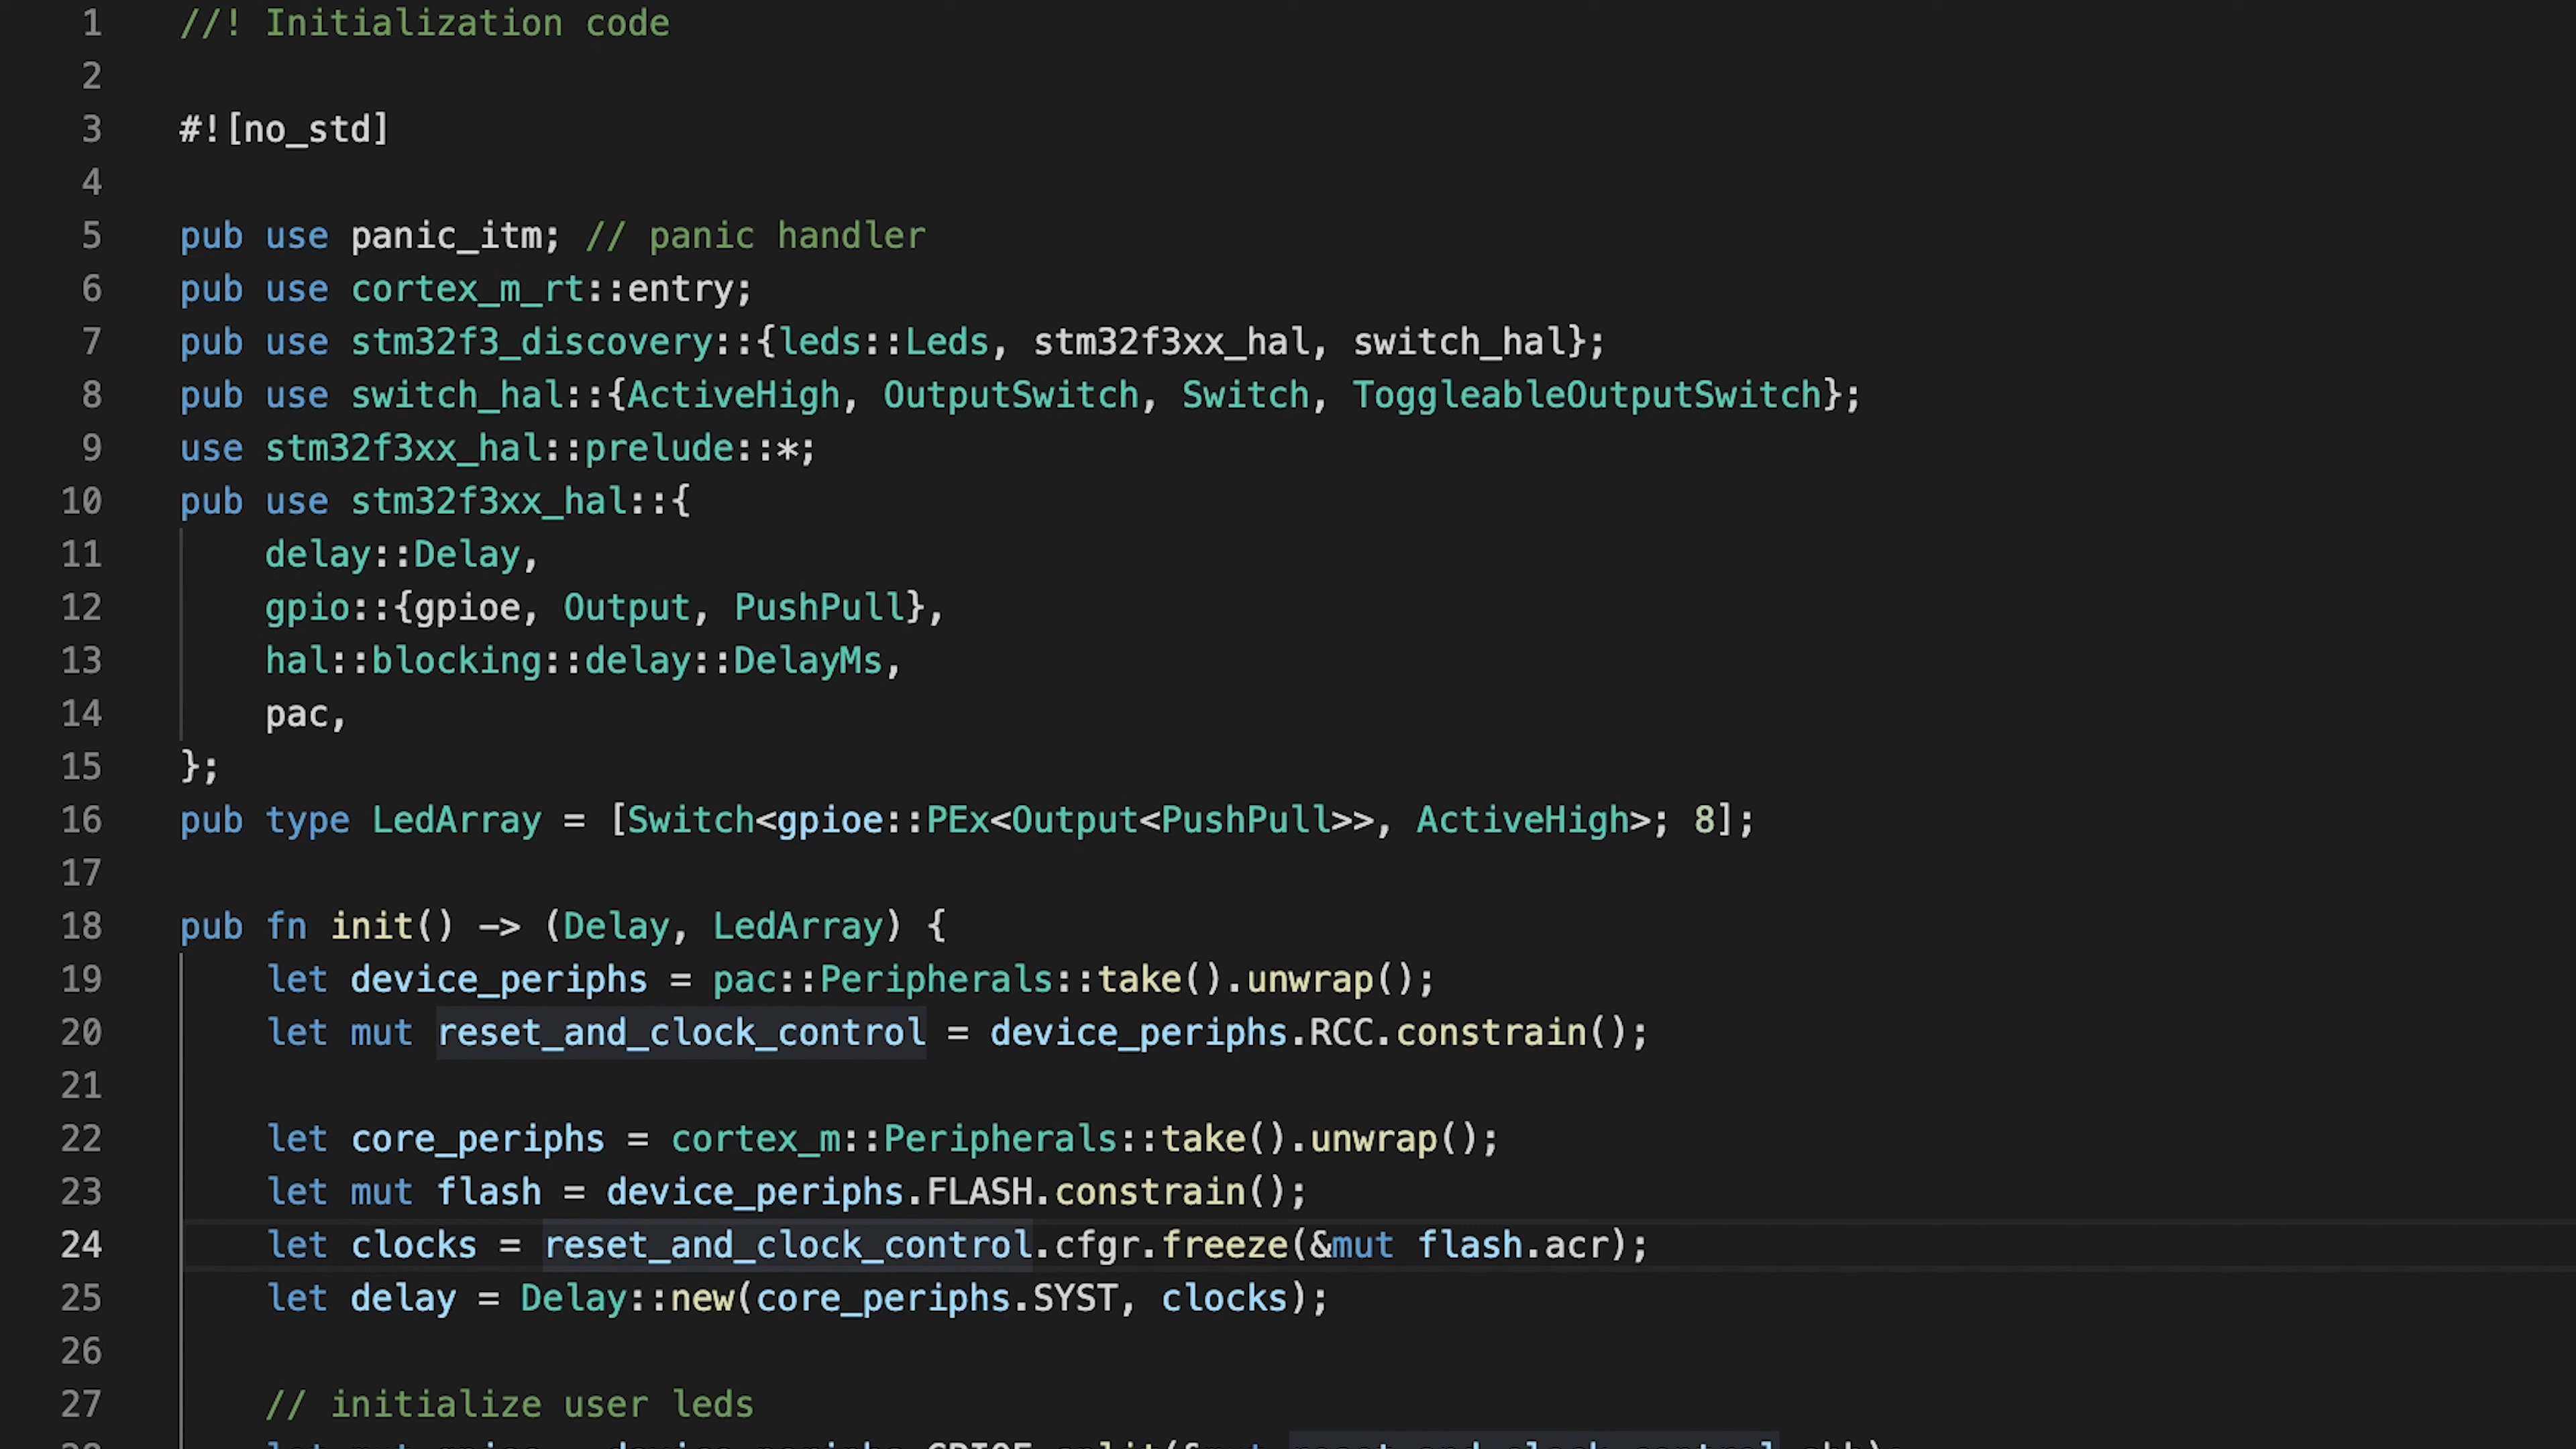 1 //! Initialization code
2
3 #![no_std]
4
5 pub use panic_itm; // panic handler
6 pub use cortex_m_rt::entry;
7 pub use stm32f3_discovery::{leds::Leds, stm32f3xx_hal, switch_hal};
8 pub use switch_hal::{ActiveHigh, OutputSwitch, Switch, ToggleableOutputSwitch};
9 use stm32f3xx_hal::prelude::*;
10 pub use stm32f3xx_hal::{
11     delay::Delay,
12     gpio::{gpioe, Output, PushPull},
13     hal::blocking::delay::DelayMs,
14     pac,
15 };
16 pub type LedArray = [Switch<gpioe::PEx<Output<PushPull>>, ActiveHigh>; 8];
17
18 pub fn init() -> (Delay, LedArray) {
19     let device_periphs = pac::Peripherals::take().unwrap();
20     let mut reset_and_clock_control = device_periphs.RCC.constrain();
21
22     let core_periphs = cortex_m::Peripherals::take().unwrap();
23     let mut flash = device_periphs.FLASH.constrain();
24     let clocks = reset_and_clock_control.cfgr.freeze(&mut flash.acr);
25     let delay = Delay::new(core_periphs.SYST, clocks);
26
27     // initialize user leds